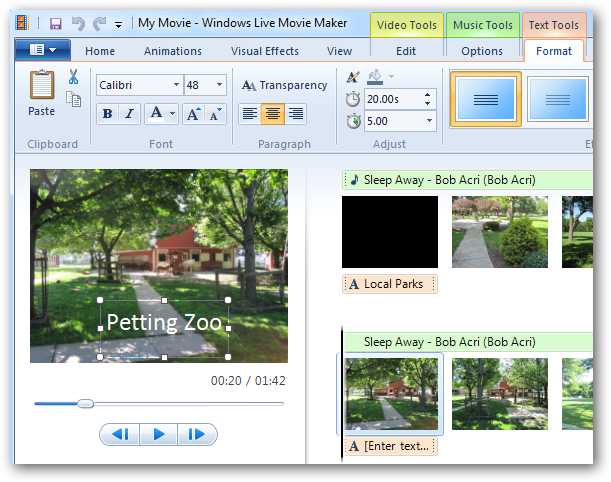 My Movie - Windows Live Movie Maker
Video Tools
Music Tools
Text Tools
Home
Animations
Visual Effects
View
Edit
Options
Format
Paste
Clipboard
Calibri
48
B I A A A
Font
Transparency
Paragraph
20.00s
5.00
Adjust
Petting Zoo
00:20 / 01:42
Sleep Away - Bob Acri (Bob Acri)
A Local Parks
Sleep Away - Bob Acri (Bob Acri)
A [Enter text...